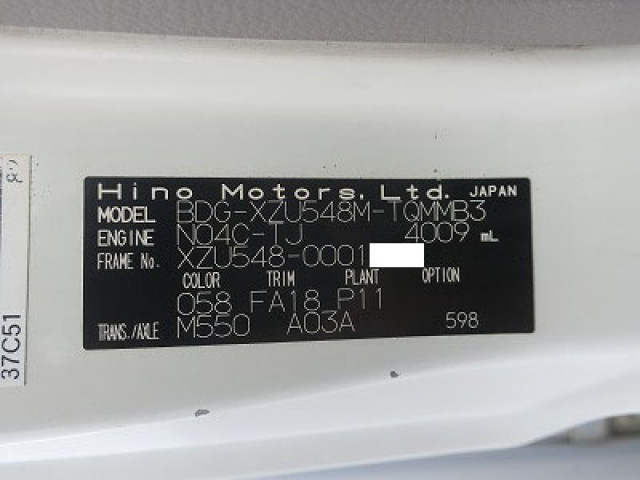 Hino Motors, Ltd. JAPAN
MODEL BDG-XZU548M-TQMMB3
ENGINE N04C-TJ 4009 mL
FRAME No. XZU548-0001
COLOR TRIM PLANT OPTION
058 FA18 P11
TRANS./AXLE M550 A03A 598
37C51